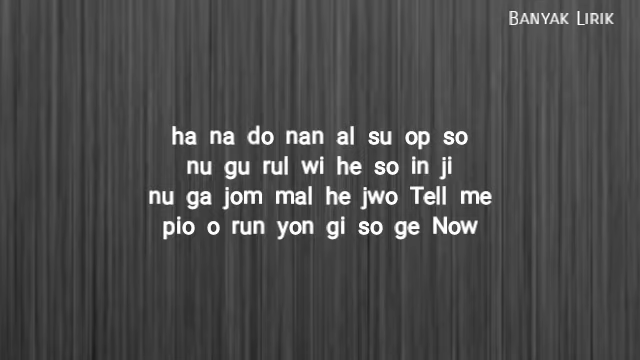 Banyak Lirik
ha na do nan al su op so
nu gu rul wi he so in ji
nu ga jom mal he jwo Tell me
pio o run yon gi so ge Now